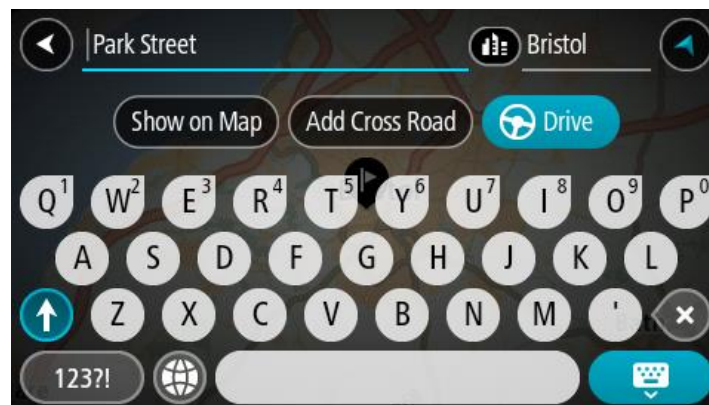 Park Street Bristol
Show on Map Add Cross Road Drive
Q1 W2 E3 R4 T5 Y6 U7 I8 O9 P0
A S D F G H J K L
Z X C V B N M '
123?!